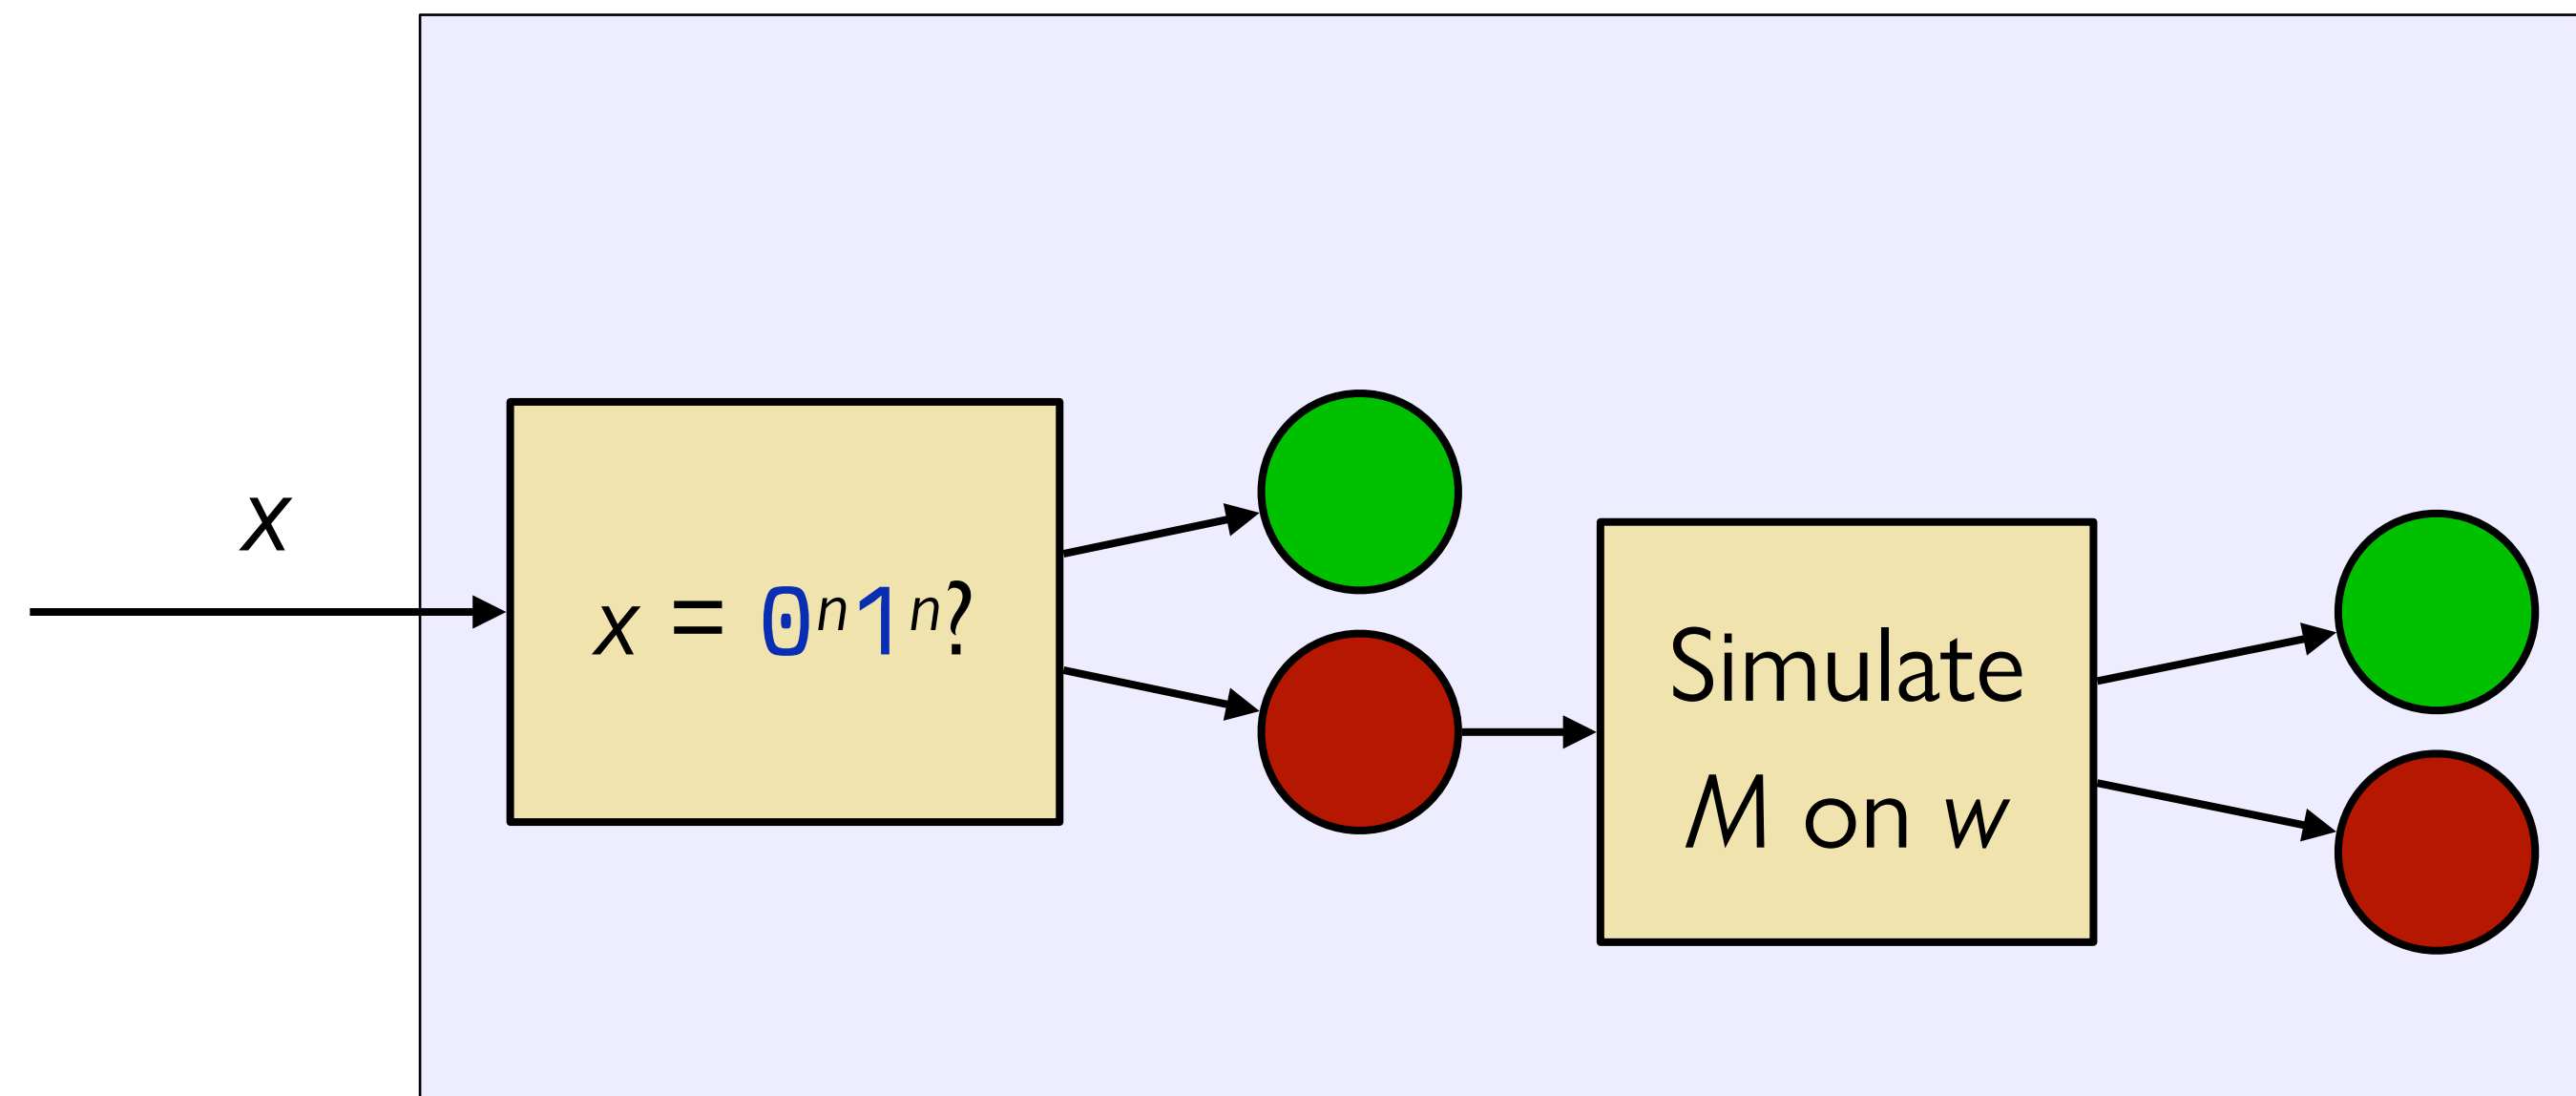 x
x = 0ⁿ1ⁿ?
Simulate
M on w